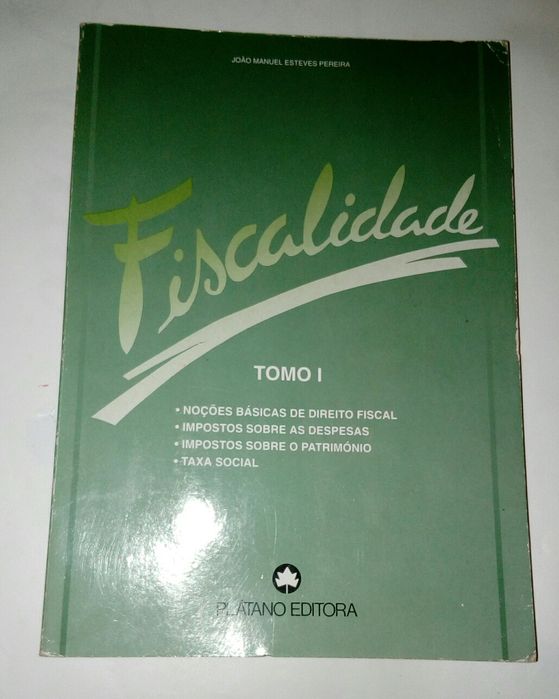 JOÃO MANUEL ESTEVES PEREIRA
Fiscalidade
TOMO I
• NOÇÕES BÁSICAS DE DIREITO FISCAL
• IMPOSTOS SOBRE AS DESPESAS
• IMPOSTOS SOBRE O PATRIMÓNIO
• TAXA SOCIAL
PLÁTANO EDITORA